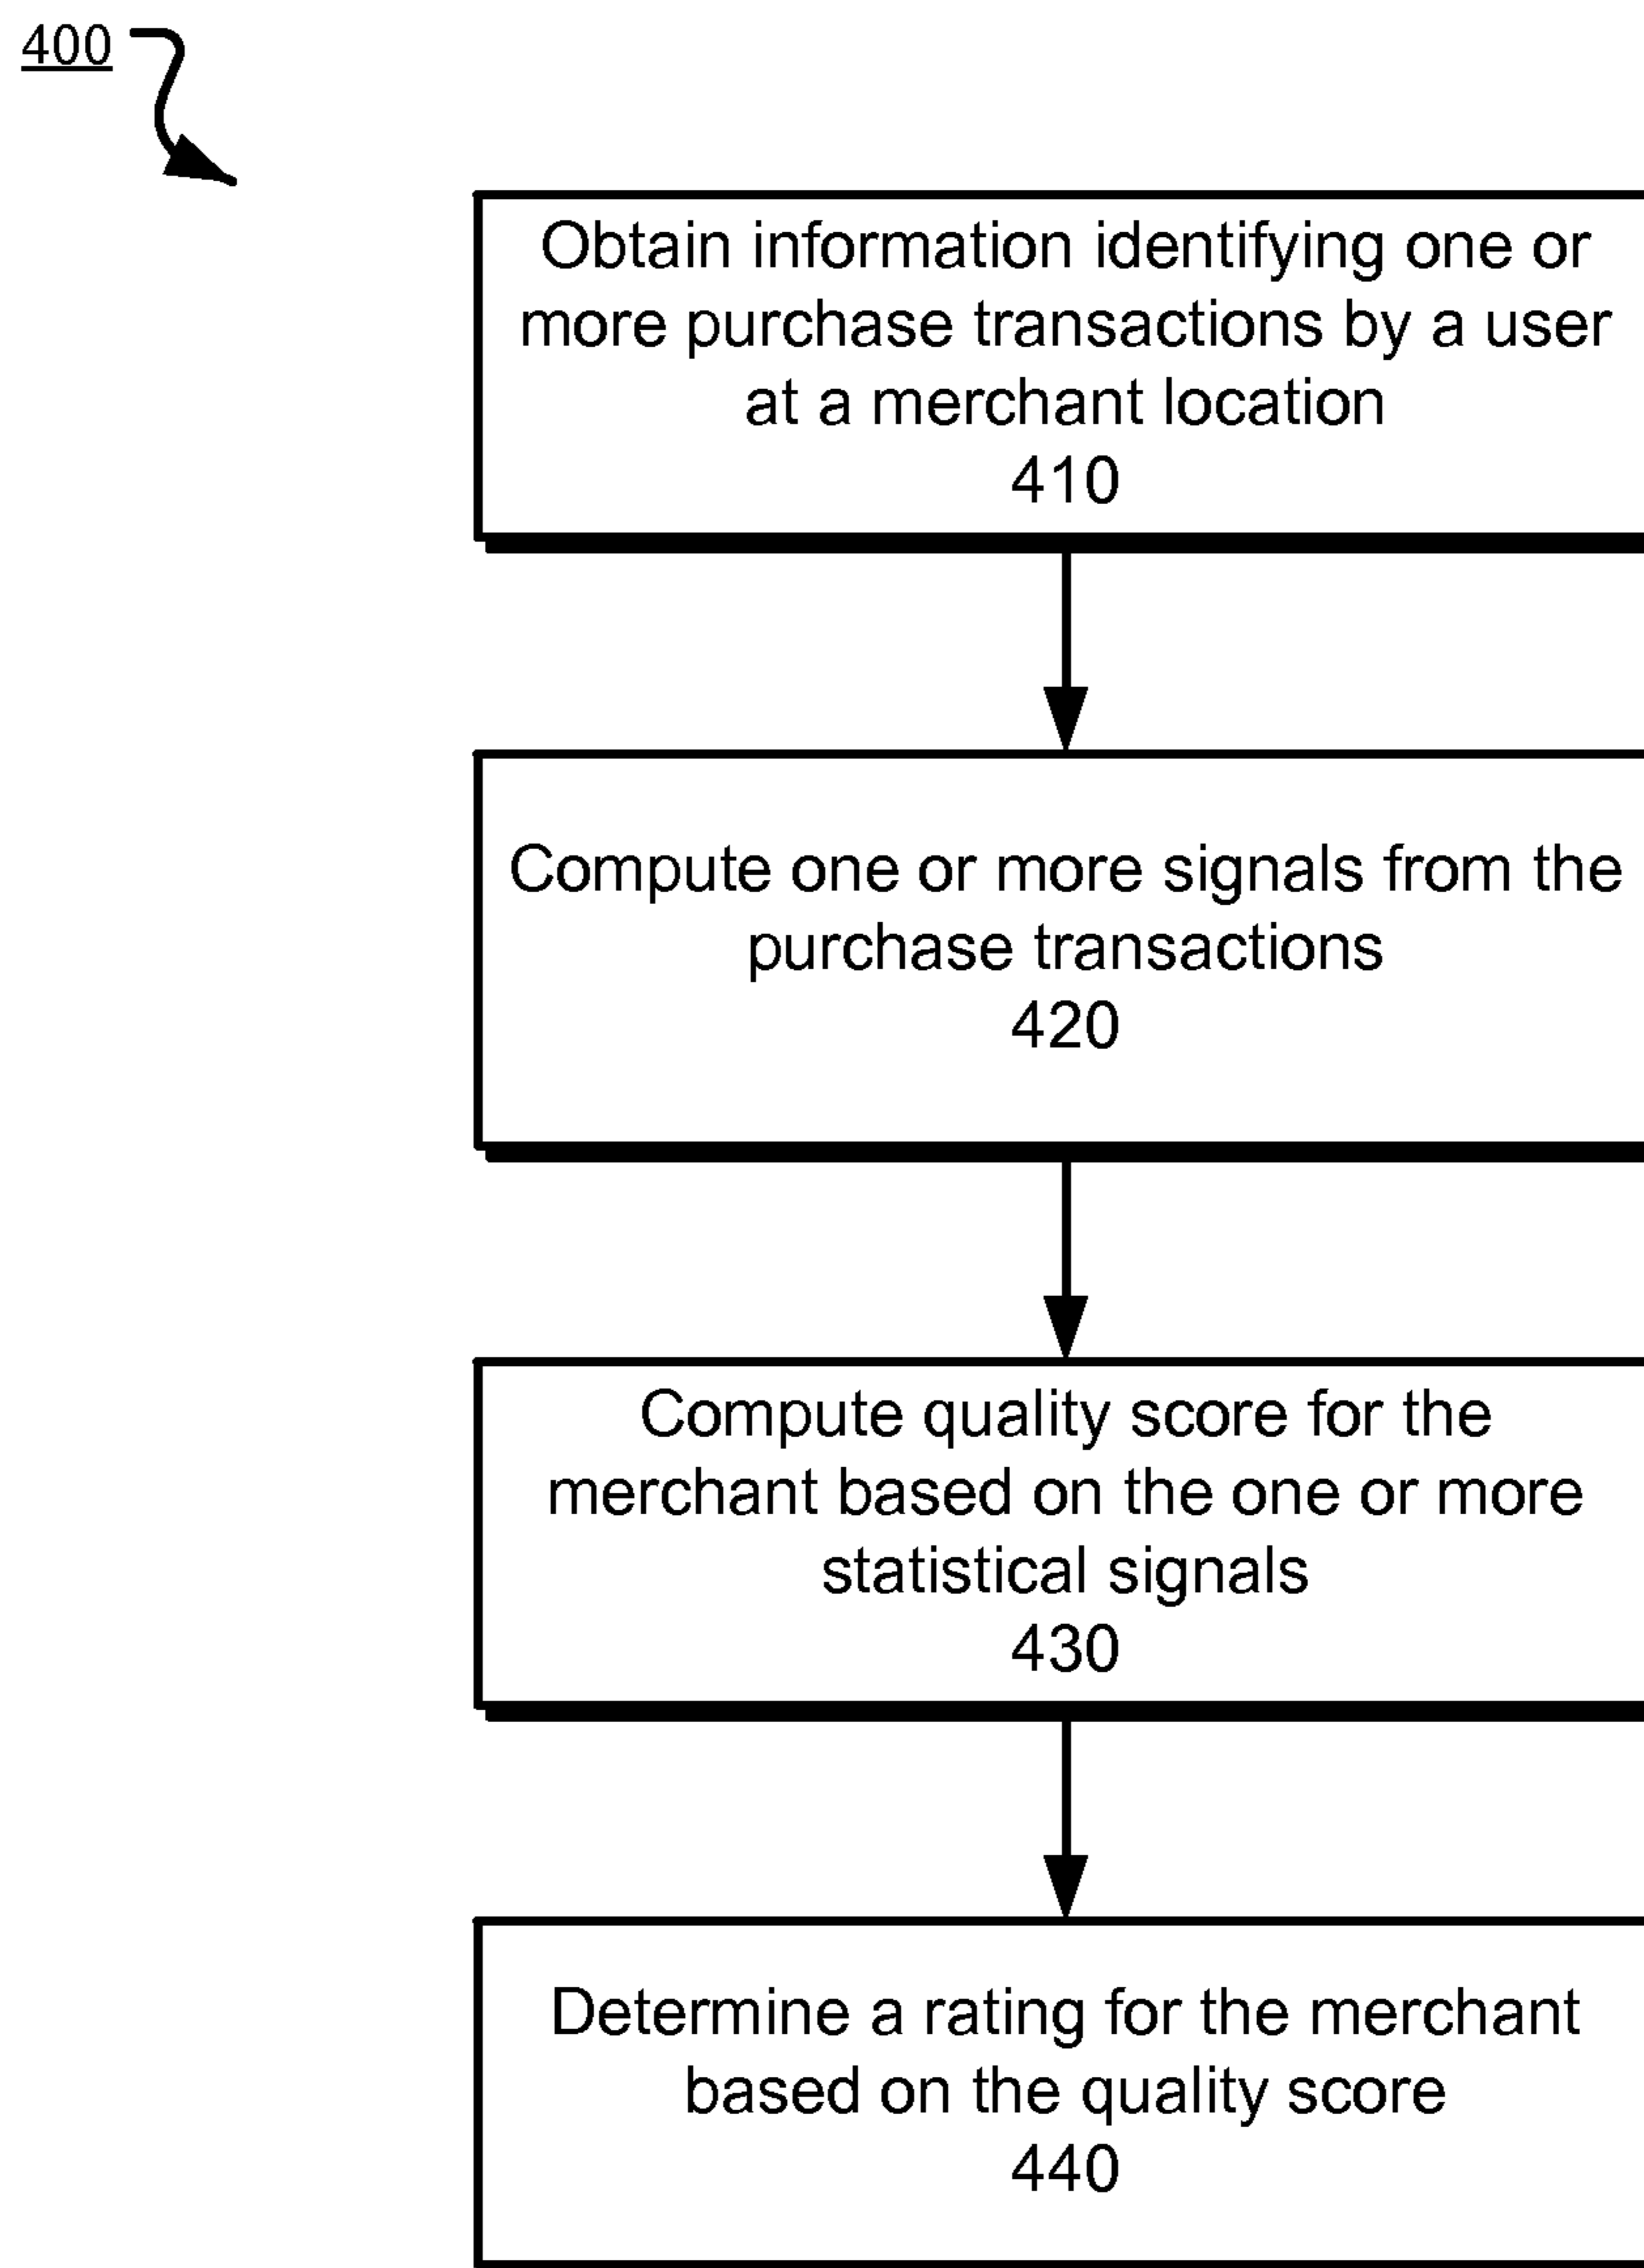 400
Obtain information identifying one or
more purchase transactions by a user
at a merchant location
410
Compute one or more signals from the
purchase transactions
420
Compute quality score for the
merchant based on the one or more
statistical signals
430
Determine a rating for the merchant
based on the quality score
440